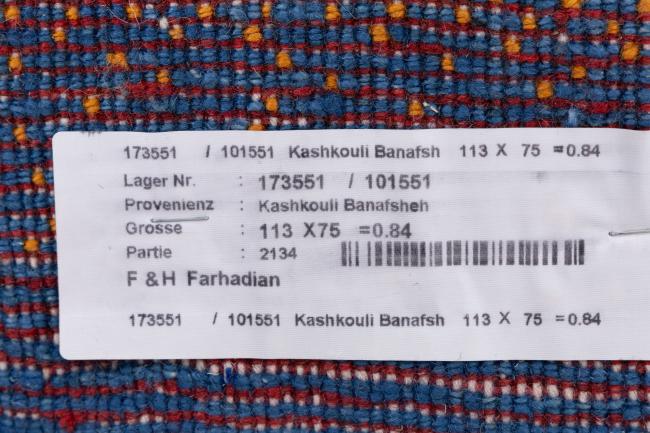 173551 / 101551 Kashkouli Banafsh 113 X 75 =0.84
Lager Nr. : 173551 / 101551
Provenienz : Kashkouli Banafsheh
Grosse : 113 X75 =0.84
Partie : 2134
F & H Farhadian
173551 / 101551 Kashkouli Banafsh 113 X 75 =0.84